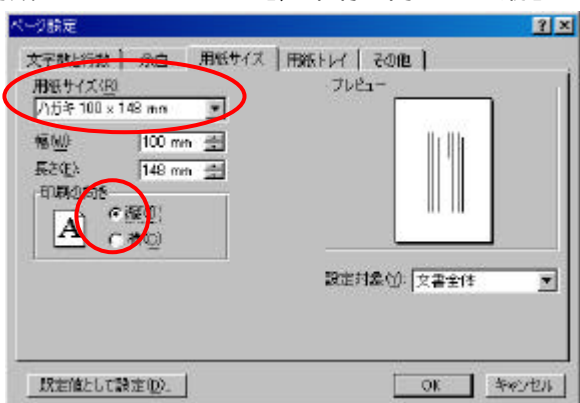 ページ設定
文字数と行数 余白 用紙サイズ 用紙トレイ その他
用紙サイズ(R)
ハガキ 100 x 148 mm
プレビュー
幅(W): 100 mm
長さ(E): 148 mm
印刷の向き
A
縦(I)
横(C)
設定対象(Y): 文書全体
既定値として設定(D)...
OK キャンセル